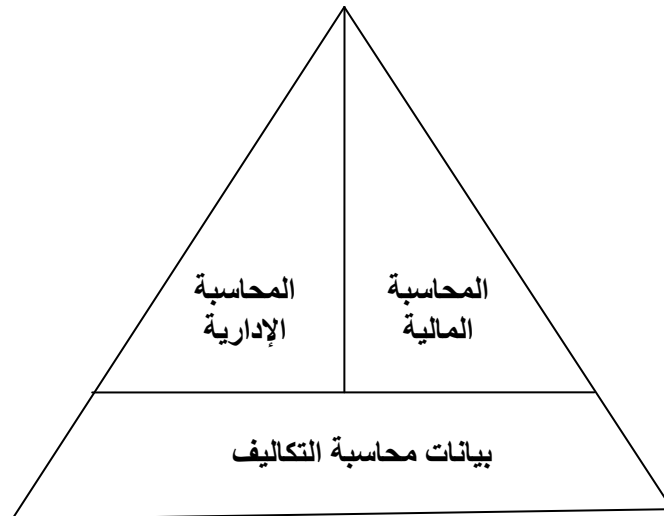 المحاسبة
المالية
المحاسبة
الإدارية
بيانات محاسبة التكاليف